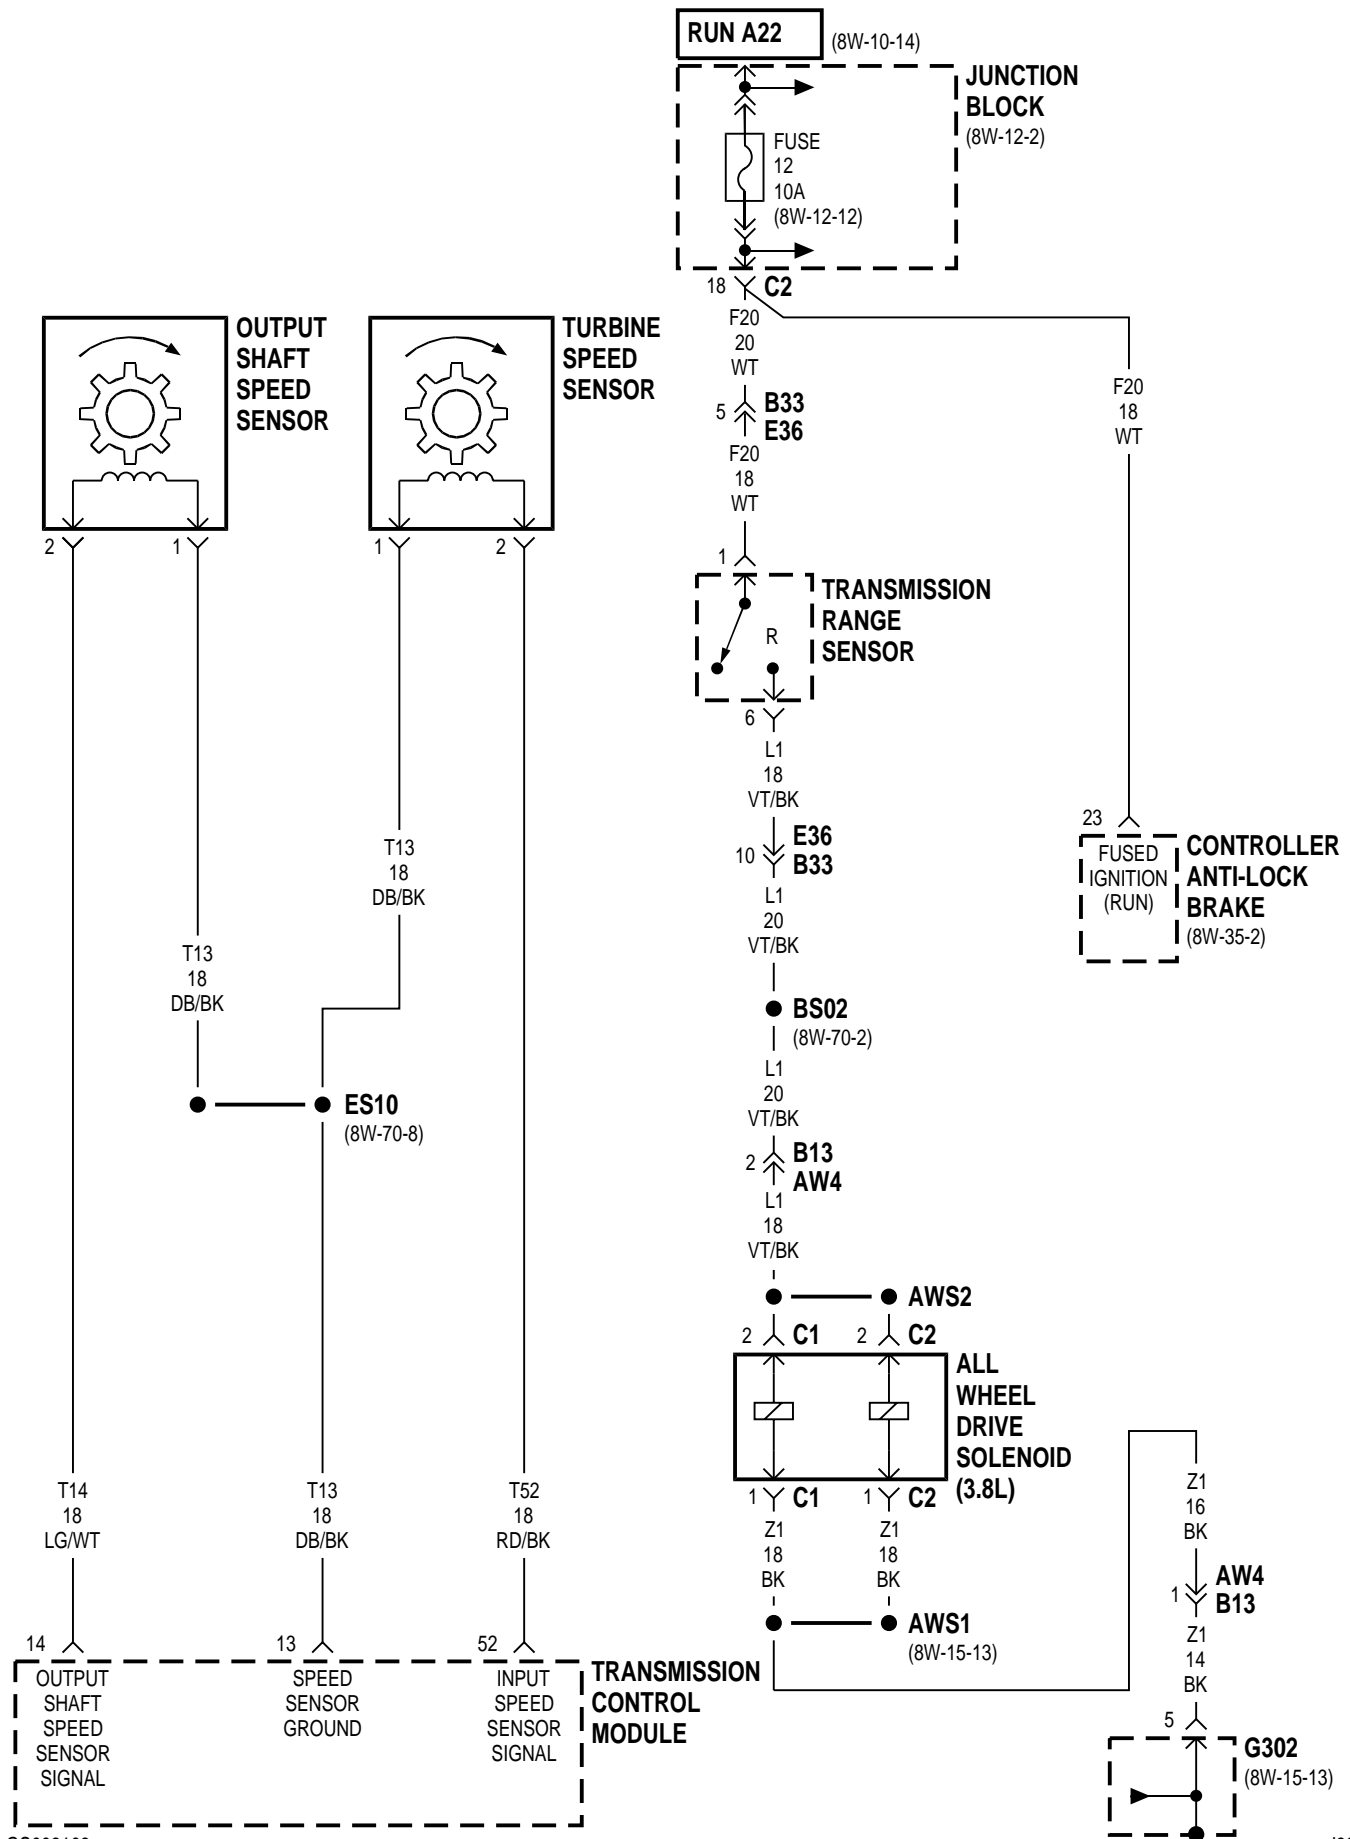 RUN A22
(8W-10-14)
JUNCTION
BLOCK
(8W-12-2)
FUSE
12
10A
(8W-12-12)
18 C2
F20
20
WT
5 B33
E36
F20
18
WT
F20
18
WT
OUTPUT
SHAFT
SPEED
SENSOR
2 1
TURBINE
SPEED
SENSOR
1 2
1
TRANSMISSION
RANGE
SENSOR
R
6
L1
18
VT/BK
E36
10 B33
L1
20
VT/BK
BS02
(8W-70-2)
L1
20
VT/BK
2 B13
AW4
L1
18
VT/BK
23
FUSED
IGNITION
(RUN)
CONTROLLER
ANTI-LOCK
BRAKE
(8W-35-2)
T13
18
DB/BK
T13
18
DB/BK
ES10
(8W-70-8)
AWS2
2 C1 2 C2
ALL
WHEEL
DRIVE
SOLENOID
(3.8L)
1 C1 1 C2
Z1
18
BK
Z1
18
BK
AWS1
(8W-15-13)
Z1
16
BK
1 AW4
B13
Z1
14
BK
5
G302
(8W-15-13)
T14
18
LG/WT
T13
18
DB/BK
T52
18
RD/BK
14 13 52
OUTPUT
SHAFT
SPEED
SENSOR
SIGNAL
SPEED
SENSOR
GROUND
INPUT
SPEED
SENSOR
SIGNAL
TRANSMISSION
CONTROL
MODULE